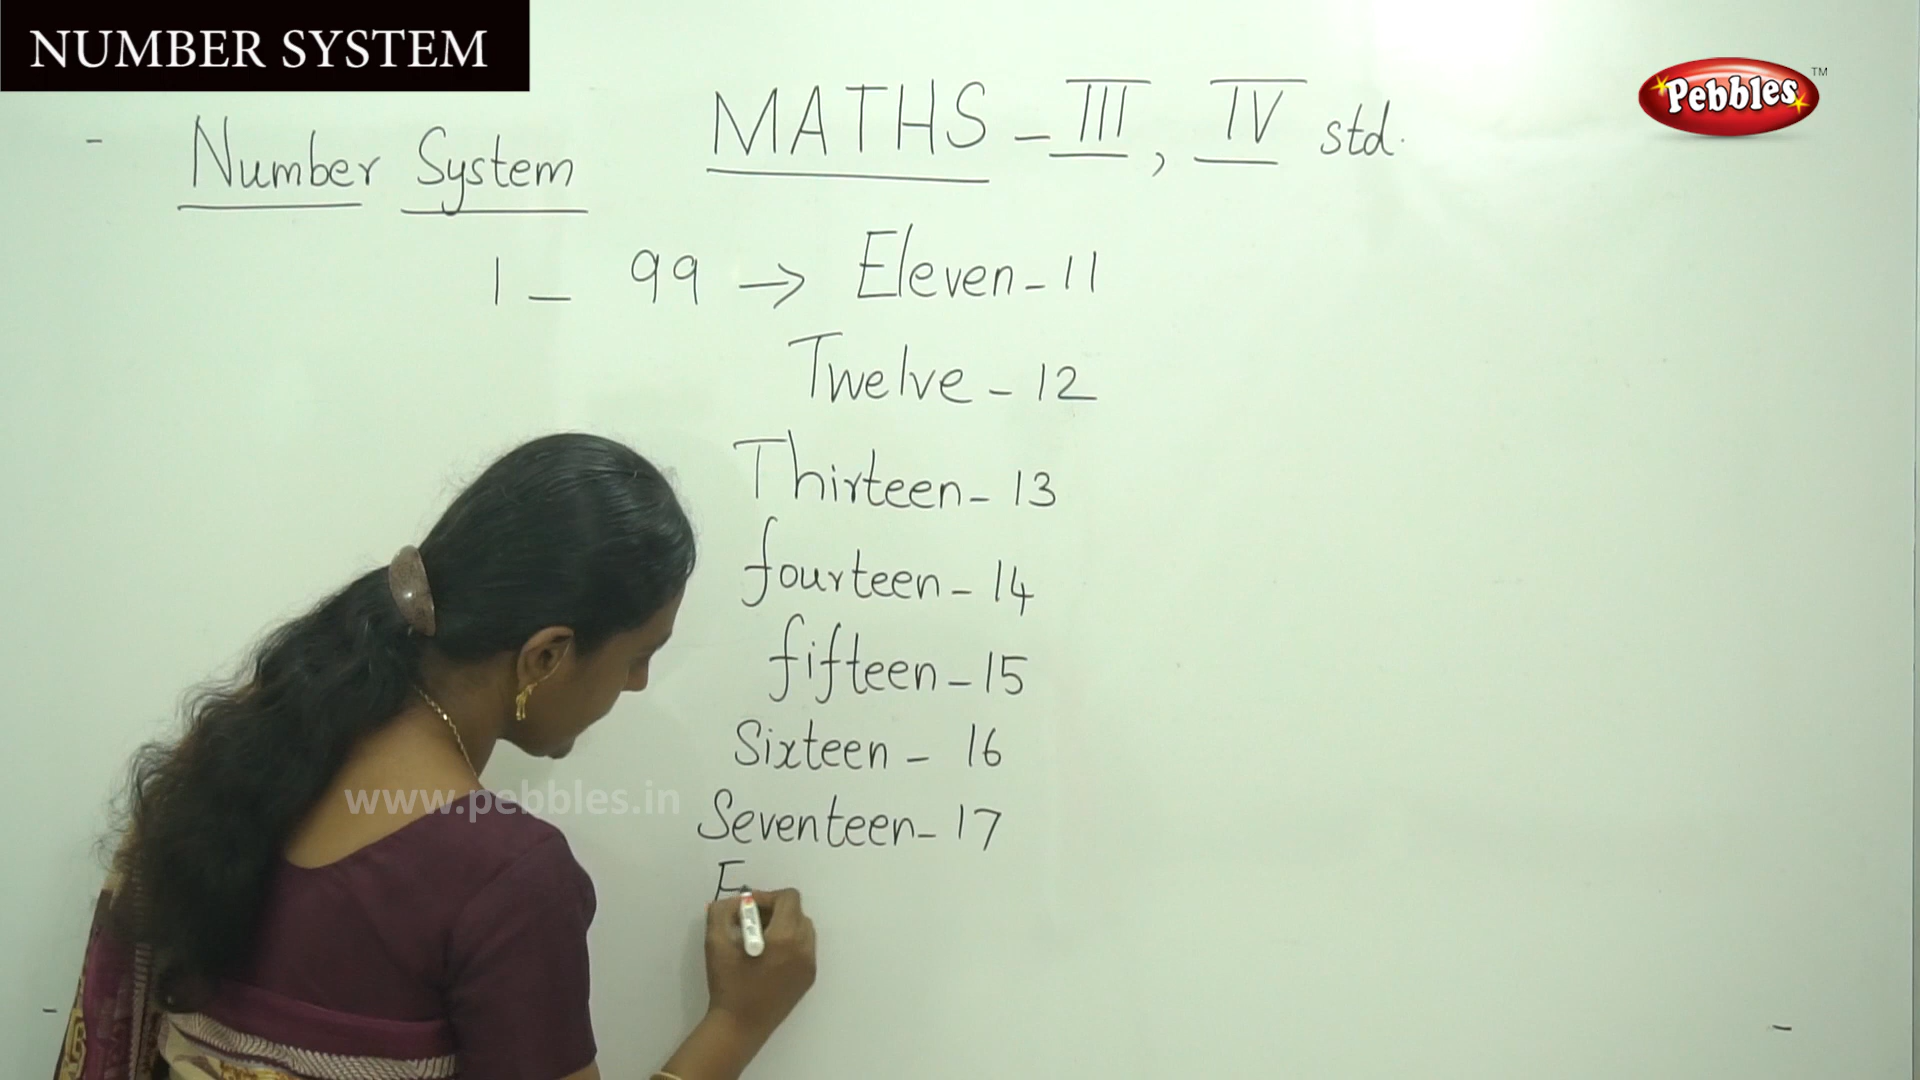 NUMBER SYSTEM
Pebbles TM
MATHS - III, IV std.
Number System
1 - 99 → Eleven - 11
Twelve - 12
Thirteen - 13
fourteen - 14
fifteen - 15
Sixteen - 16
www.pebbles.in
Seventeen - 17
E